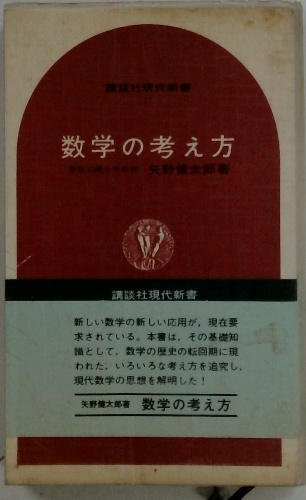 講談社現代新書
数学の考え方
矢野健太郎著
講談社現代新書
新しい数学の新しい応用が，現在要
求されている。本書は，その基礎知
識として，数学の歴史の転回期に現
われた，いろいろな考え方を追究し，
現代数学の思想を解明した！
矢野健太郎著 数学の考え方